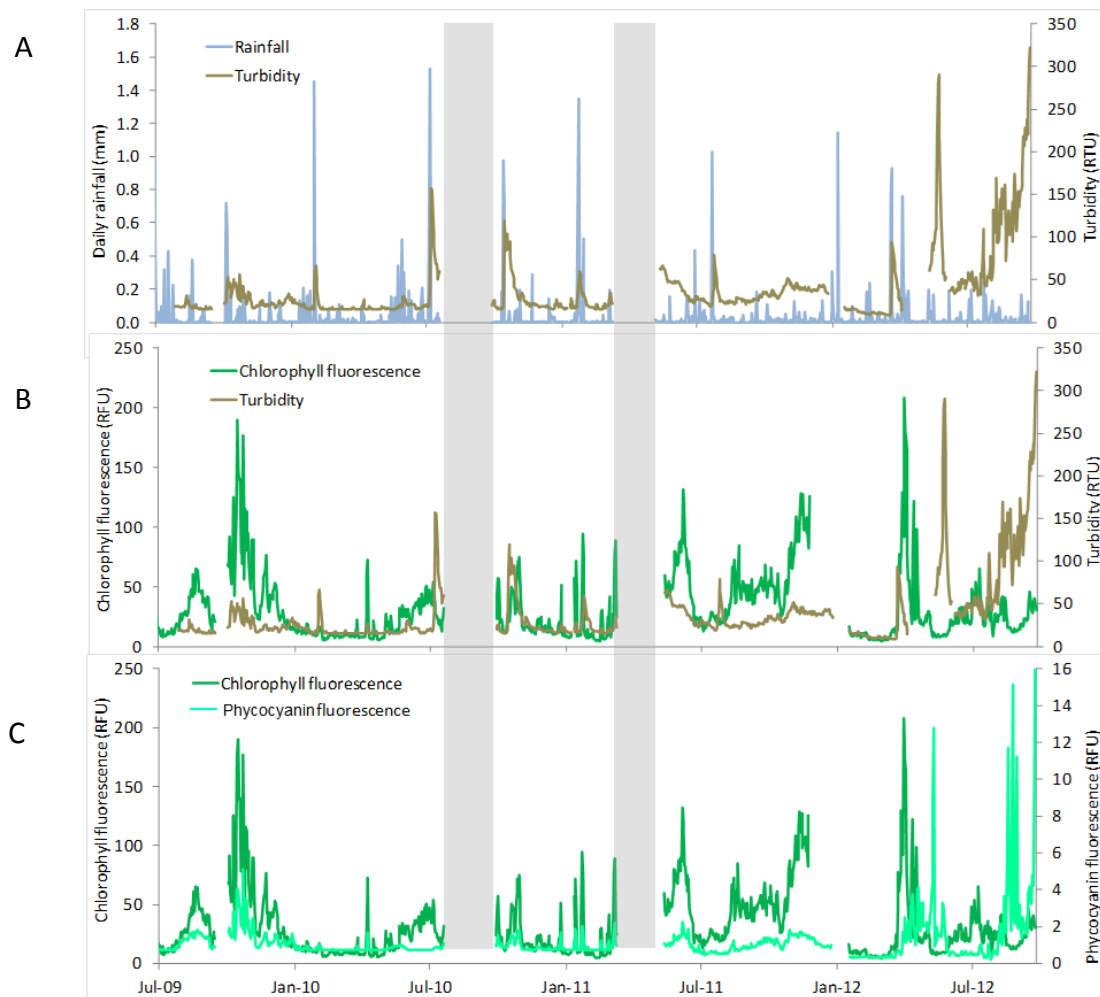 A
Rainfall
Turbidity
Daily rainfall (mm)
1.8
1.6
1.4
1.2
1.0
0.8
0.6
0.4
0.2
0.0
Turbidity (RTU)
350
300
250
200
150
100
50
0
B
Chlorophyll fluorescence
Turbidity
Chlorophyll fluorescence (RFU)
250
200
150
100
50
0
Turbidity (RTU)
350
300
250
200
150
100
50
0
C
Chlorophyll fluorescence
Phycocyanin fluorescence
Chlorophyll fluorescence (RFU)
250
200
150
100
50
0
Phycocyanin fluorescence (RFU)
16
14
12
10
8
6
4
2
0
Jul-09
Jan-10
Jul-10
Jan-11
Jul-11
Jan-12
Jul-12